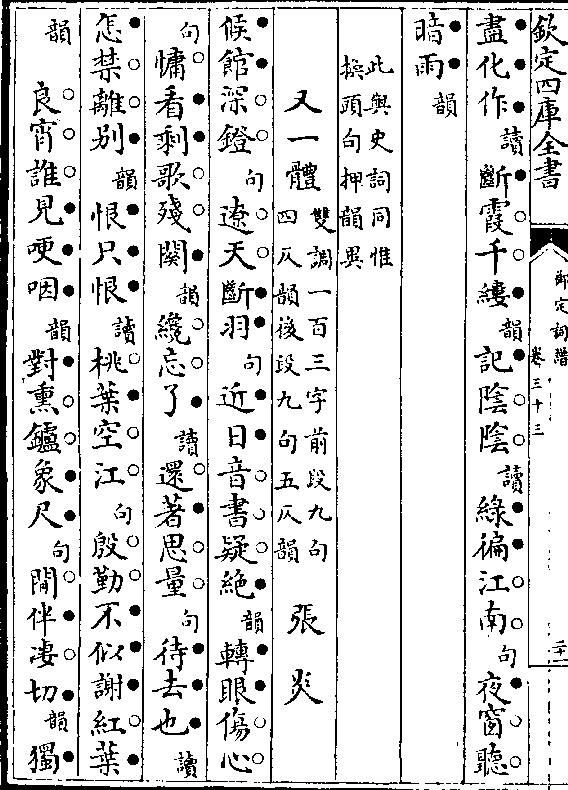 欽定四庫全書
御定詞譜
卷三十三
盡化作讀斷霞千縷韻記陰陰讀綠徧江南句夜窗聽
暗雨韻
此與史詞同惟
換頭句押韻異
又一體 雙調一百三字前段九句
四仄韻後段九句五仄韻 張炎
候館深鐙句遼天斷羽句近日音書疑絶韻轉眼傷心
句慵看剩歌殘闋韻纔忘了讀還著思量句待去也讀
怎禁離别韻恨只恨讀桃葉空江句殷勤不似謝紅葉
韻 良宵誰見哽咽韻對熏鑪象尺句閒伴凄切韻獨